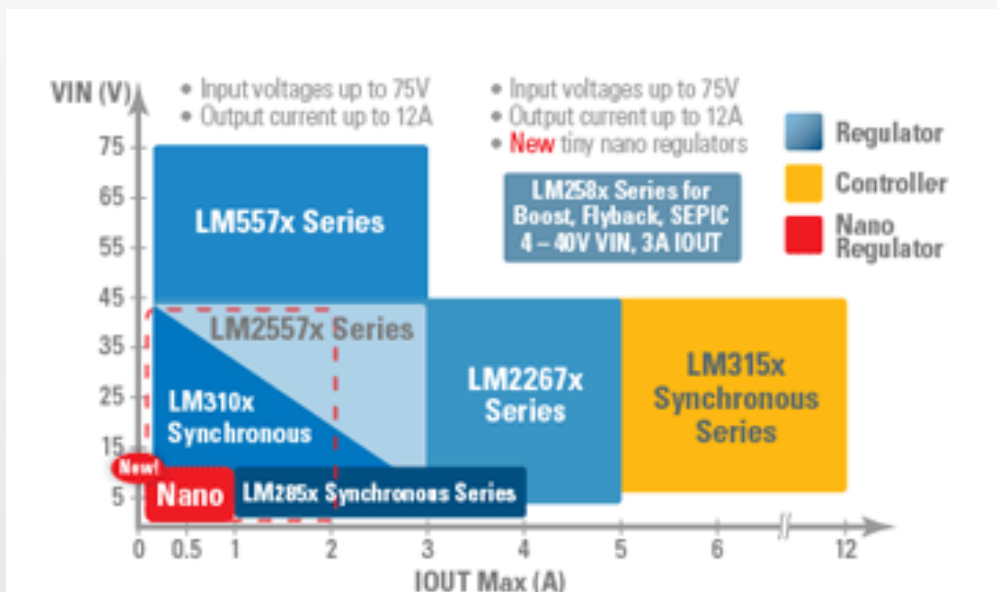 VIN (V)
• Input voltages up to 75V
• Output current up to 12A
• Input voltages up to 75V
• Output current up to 12A
• New tiny nano regulators
Regulator
Controller
Nano
Regulator
LM258x Series for
Boost, Flyback, SEPIC
4 – 40V VIN, 3A IOUT
75
65
55
45
35
25
15
5
LM557x Series
LM2557x Series
LM310x
Synchronous
LM2267x
Series
LM315x
Synchronous
Series
New!
Nano
LM285x Synchronous Series
0 0.5 1 2 3 4 5 6 12
IOUT Max (A)